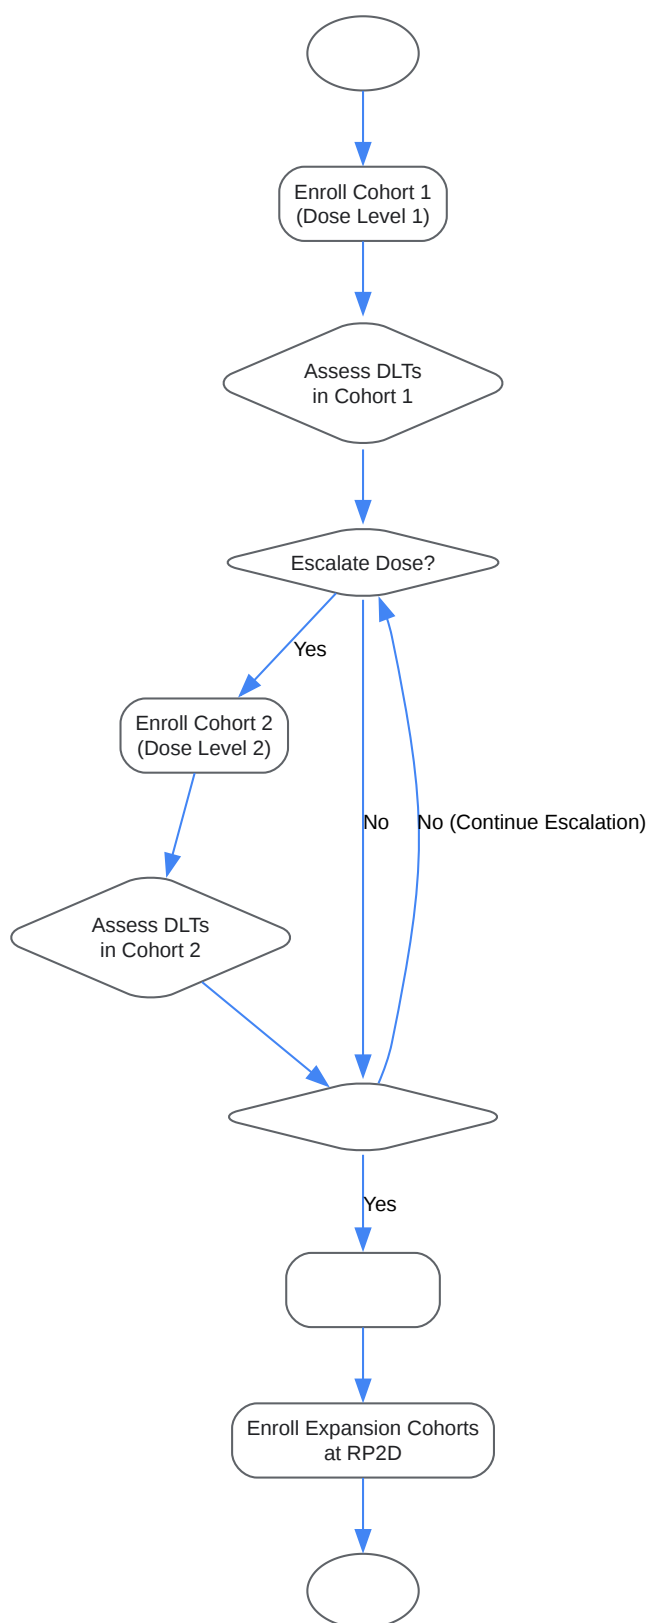 Enroll Cohort 1
(Dose Level 1)
Assess DLTs
in Cohort 1
Escalate Dose?
Yes
Enroll Cohort 2
(Dose Level 2)
No
No (Continue Escalation)
Assess DLTs
in Cohort 2
Yes
Enroll Expansion Cohorts
at RP2D